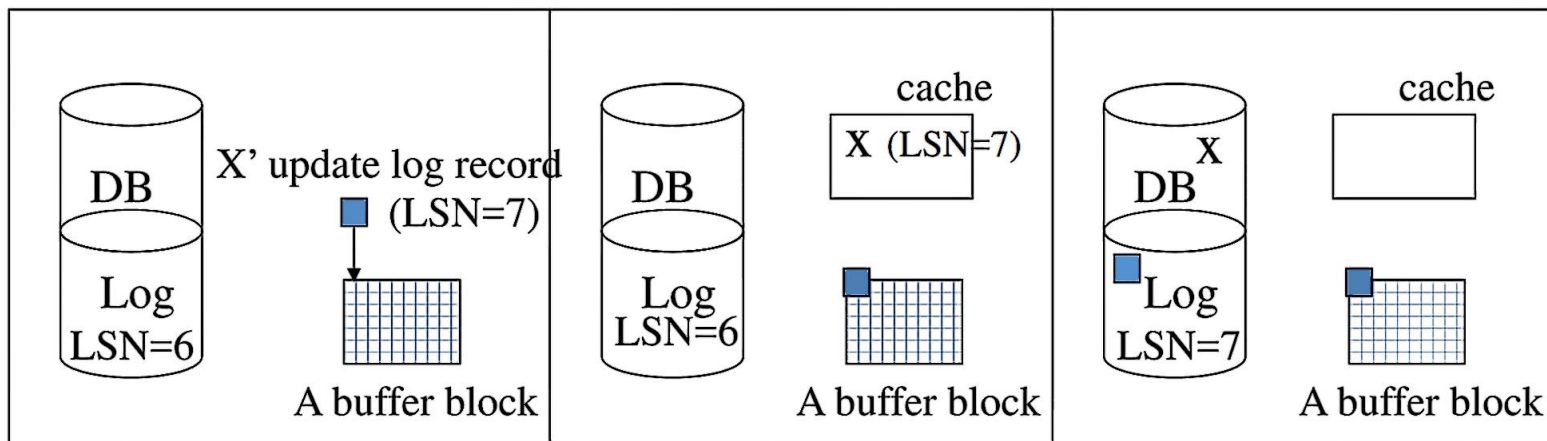 DB
X’ update log record
(LSN=7)
Log
LSN=6
A buffer block
cache
X (LSN=7)
DB
Log
LSN=6
A buffer block
cache
X
DB
Log
LSN=7
A buffer block